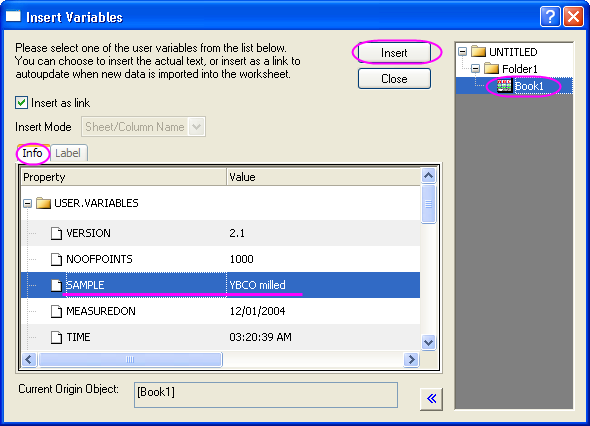 Insert Variables
Please select one of the user variables from the list below.
You can choose to insert the actual text, or insert as a link to
autoupdate when new data is imported into the worksheet.
Insert
Close
Insert as link
Insert Mode Sheet/Column Name
Info Label
Property Value
USER.VARIABLES
VERSION 2.1
NOOFPOINTS 1000
SAMPLE YBCO milled
MEASUREDON 12/01/2004
TIME 03:20:39 AM
Current Origin Object: [Book1]
UNTITLED
Folder1
Book1